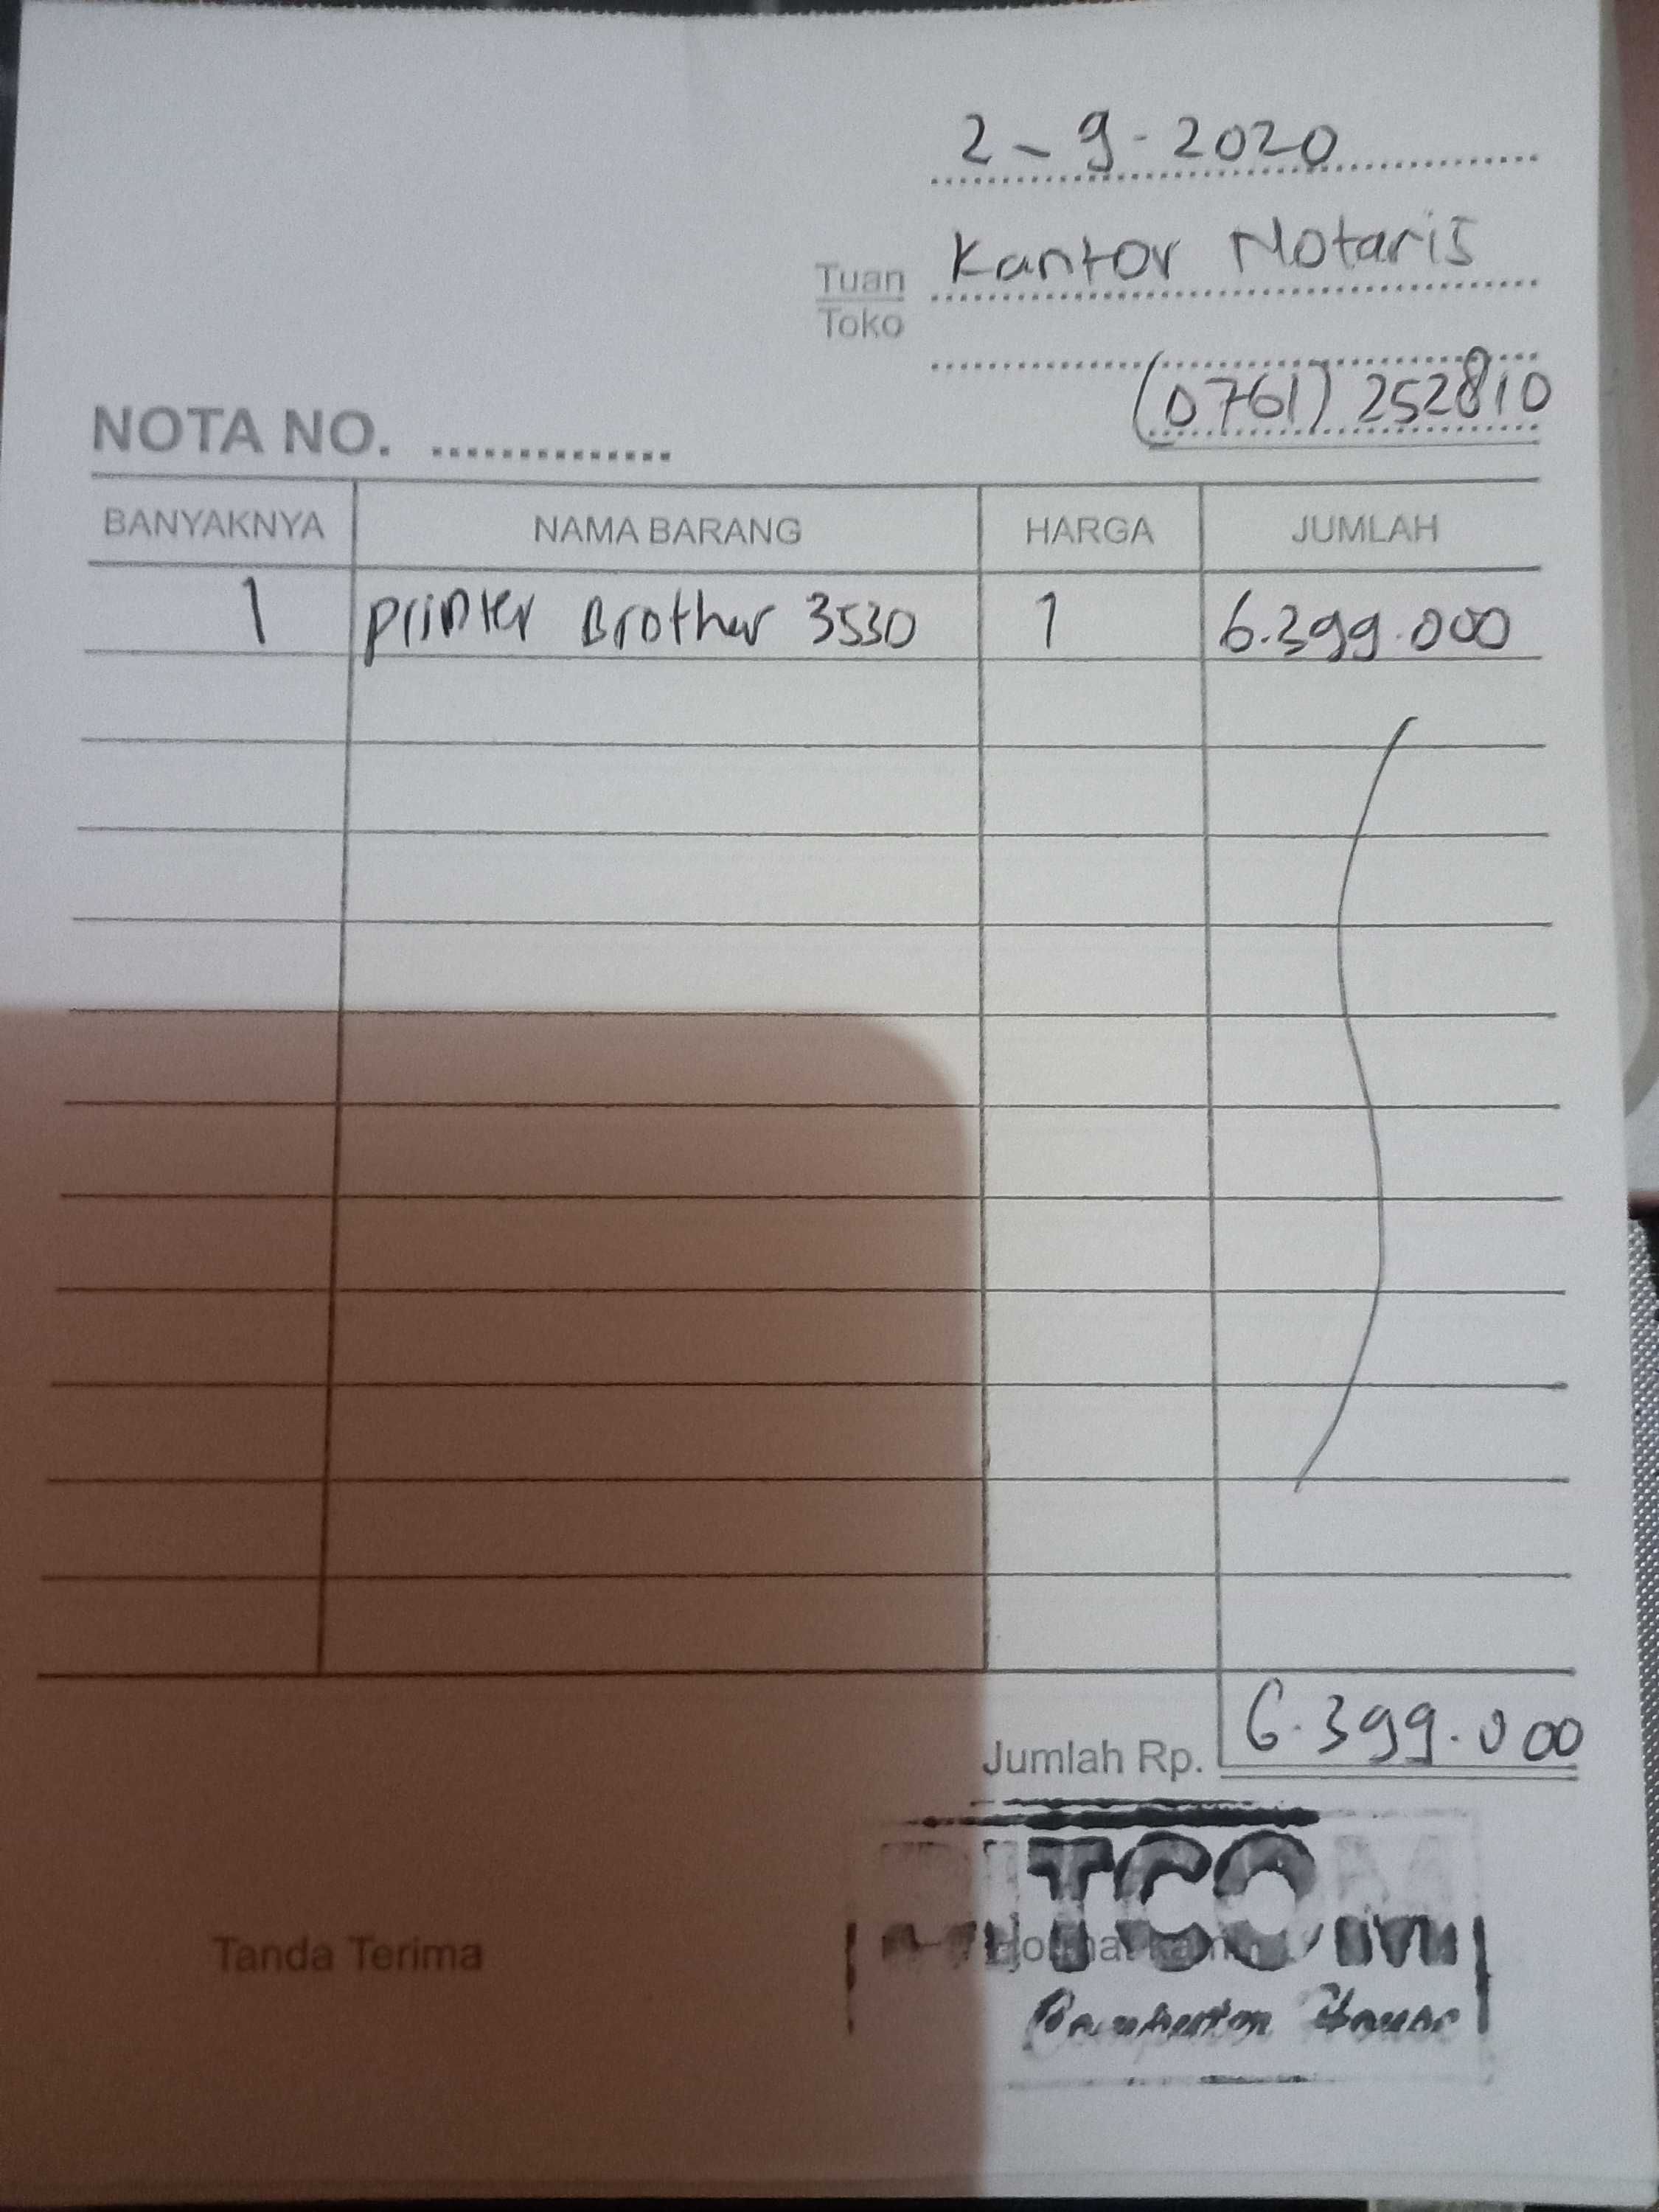 2-9-2020
Tuan Kantor Notaris
Toko
(0761) 252810
NOTA NO. ..............
BANYAKNYA NAMA BARANG HARGA JUMLAH
1 printer Brother 3530 1 6.399.000
Jumlah Rp. 6.399.000
Tanda Terima